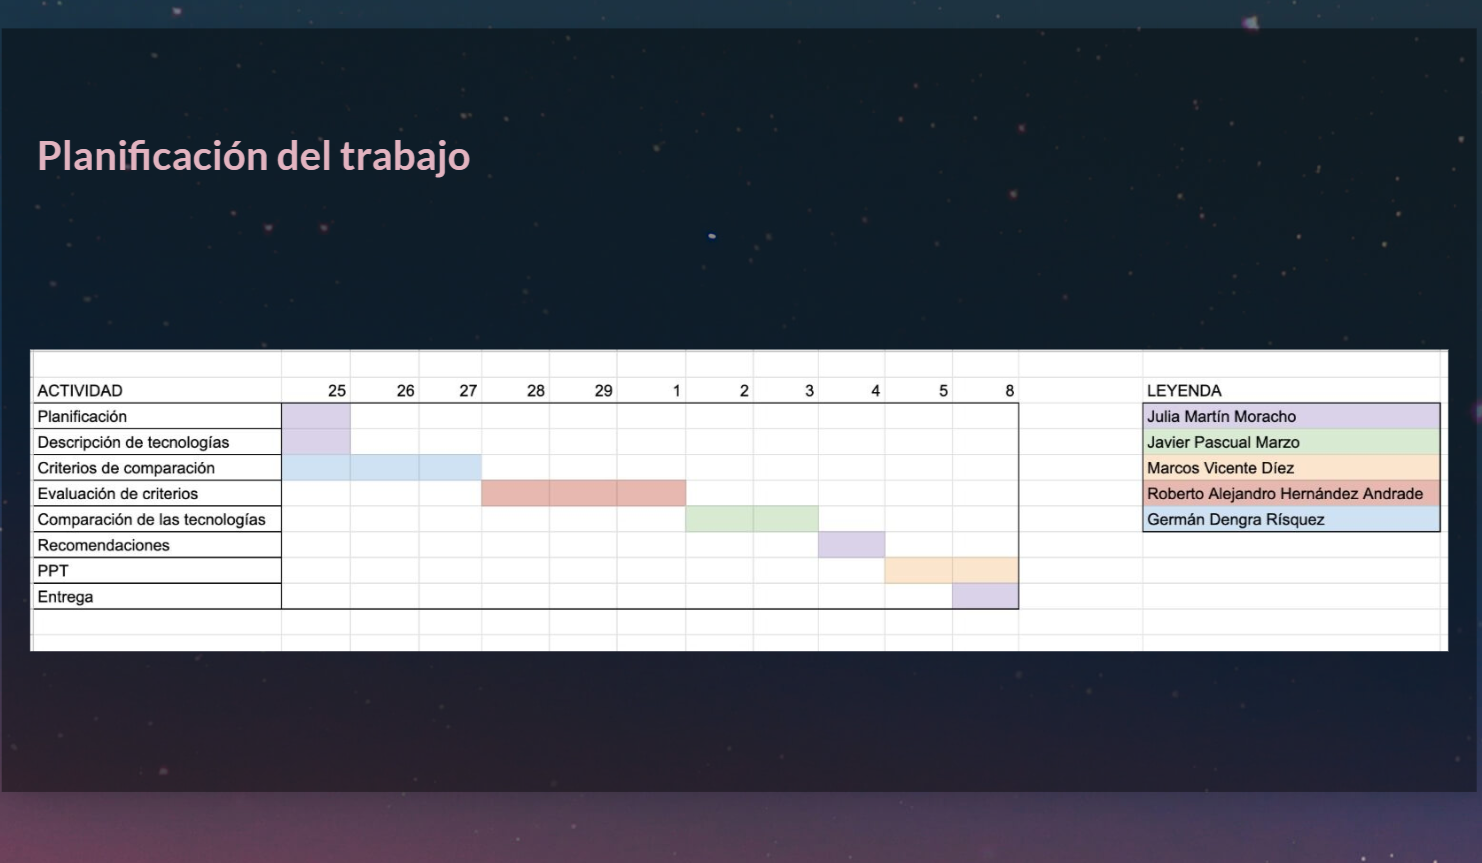 Planificación del trabajo
ACTIVIDAD 25 26 27 28 29 1 2 3 4 5 8 LEYENDA
Planificación Julia Martín Moracho
Descripción de tecnologías Javier Pascual Marzo
Criterios de comparación Marcos Vicente Díez
Evaluación de criterios Roberto Alejandro Hernández Andrade
Comparación de las tecnologías Germán Dengra Rísquez
Recomendaciones
PPT
Entrega